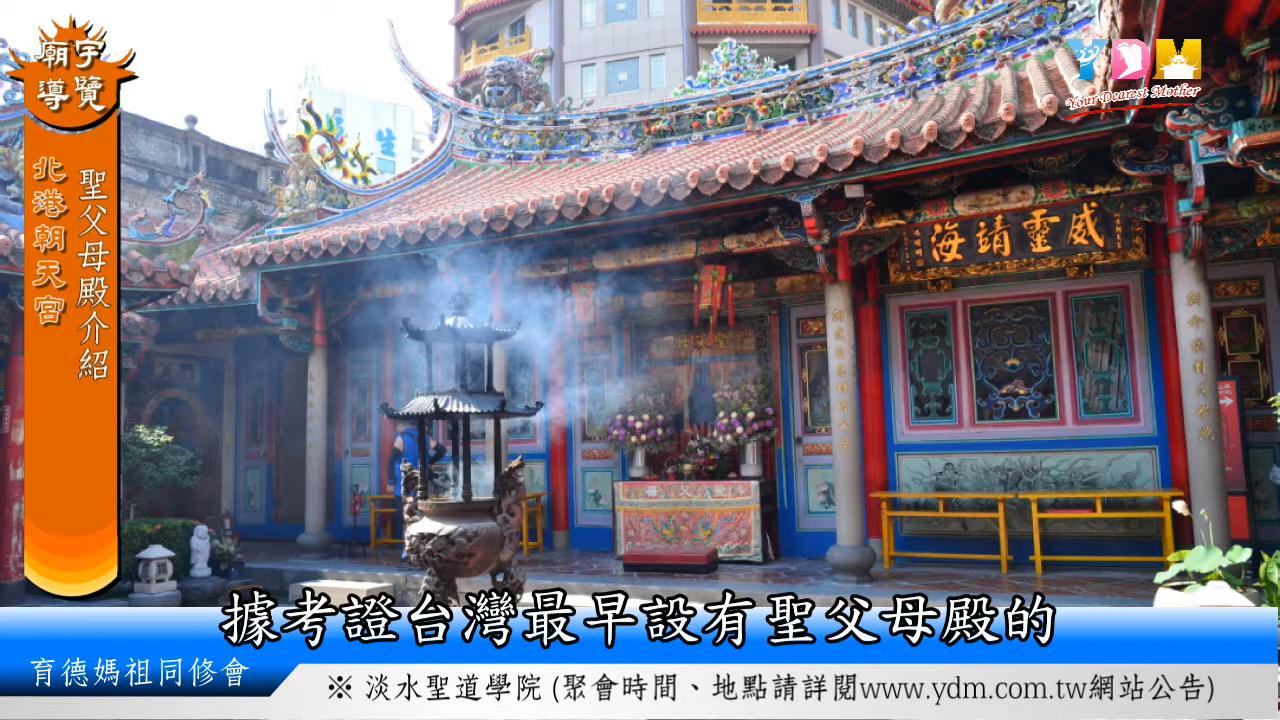 廟宇
導覽
北港朝天宮
聖父母殿介紹
YDM
Your Dearest Mother
威靈靖海
據考證台灣最早設有聖父母殿的
育德媽祖同修會
※ 淡水聖道學院 (聚會時間、地點請詳閱www.ydm.com.tw網站公告)